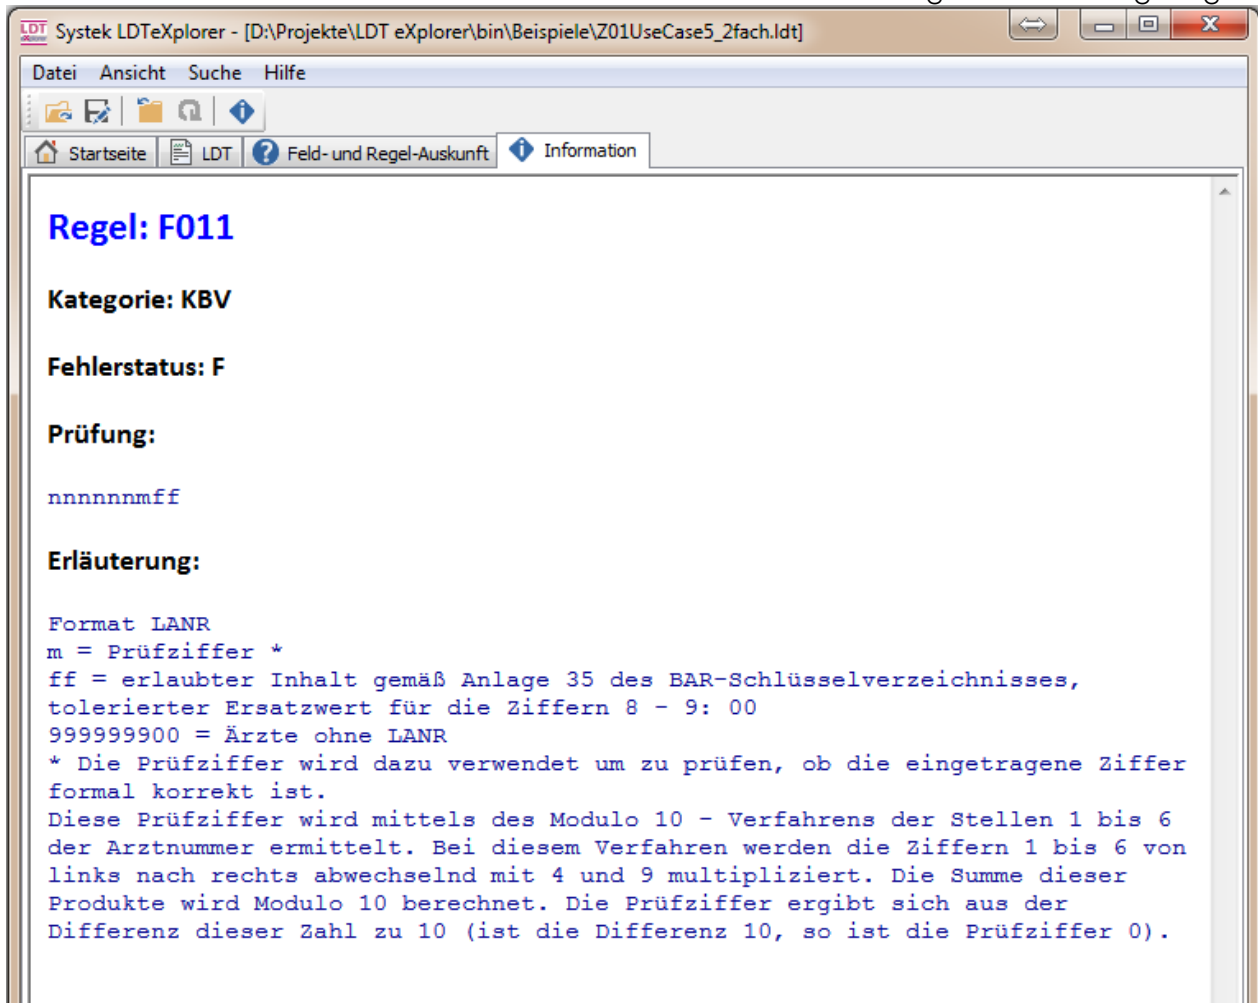 LDT Systek LDTeXplorer - [D:\Projekte\LDT eXplorer\bin\Beispiele\Z01UseCase5_2fach.ldt]
Datei Ansicht Suche Hilfe
Startseite LDT Feld- und Regel-Auskunft Information
Regel: F011
Kategorie: KBV
Fehlerstatus: F
Prüfung:
nnnnnnmff
Erläuterung:
Format LANR
m = Prüfziffer *
ff = erlaubter Inhalt gemäß Anlage 35 des BAR-Schlüsselverzeichnisses,
tolerierter Ersatzwert für die Ziffern 8 - 9: 00
999999900 = Ärzte ohne LANR
* Die Prüfziffer wird dazu verwendet um zu prüfen, ob die eingetragene Ziffer
formal korrekt ist.
Diese Prüfziffer wird mittels des Modulo 10 - Verfahrens der Stellen 1 bis 6
der Arztnummer ermittelt. Bei diesem Verfahren werden die Ziffern 1 bis 6 von
links nach rechts abwechselnd mit 4 und 9 multipliziert. Die Summe dieser
Produkte wird Modulo 10 berechnet. Die Prüfziffer ergibt sich aus der
Differenz dieser Zahl zu 10 (ist die Differenz 10, so ist die Prüfziffer 0).